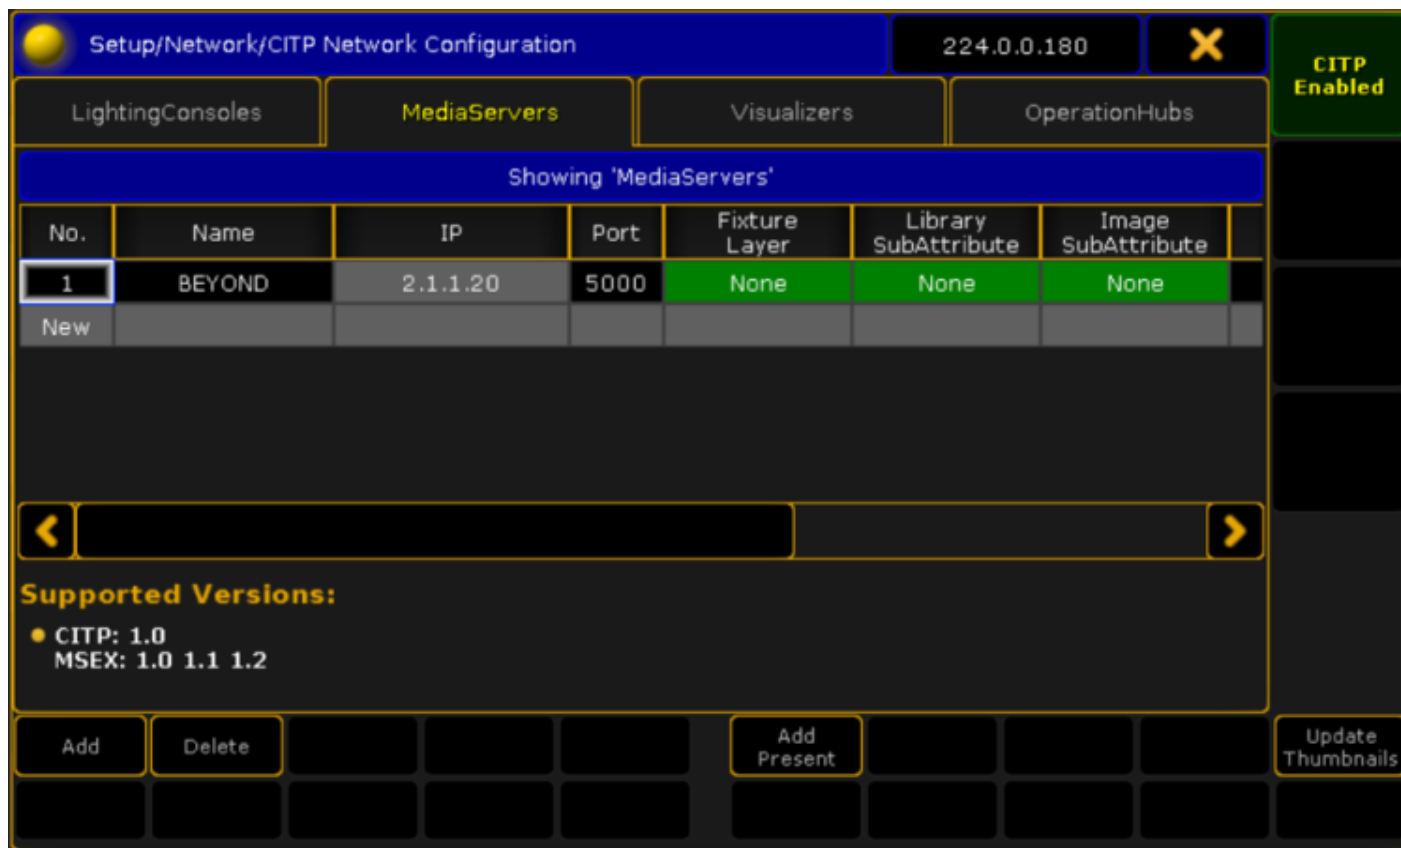 Setup/Network/CITP Network Configuration 224.0.0.180
CITP
Enabled
LightingConsoles MediaServers Visualizers OperationHubs
Showing 'MediaServers'
No. Name IP Port Fixture Layer Library SubAttribute Image SubAttribute
1 BEYOND 2.1.1.20 5000 None None None
New
Supported Versions:
CITP: 1.0
MSEX: 1.0 1.1 1.2
Add Delete Add Present Update Thumbnails